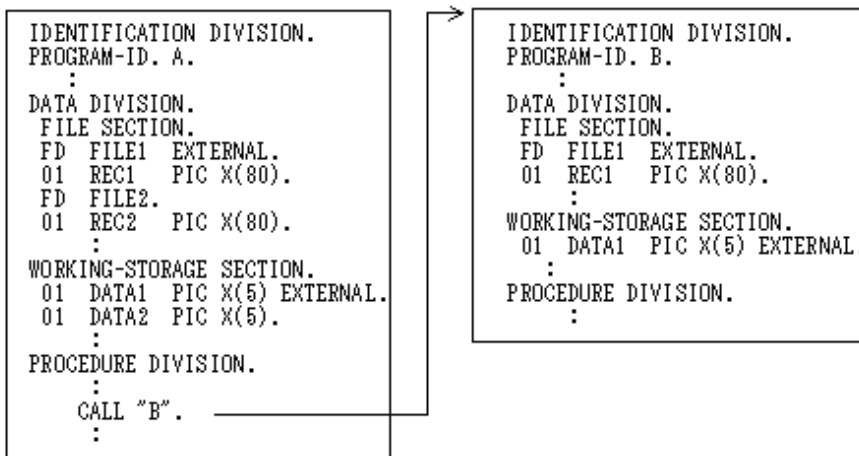 IDENTIFICATION DIVISION.
PROGRAM-ID. A.
:
DATA DIVISION.
FILE SECTION.
FD FILE1 EXTERNAL.
01 REC1 PIC X(80).
FD FILE2.
01 REC2 PIC X(80).
:
WORKING-STORAGE SECTION.
01 DATA1 PIC X(5) EXTERNAL.
01 DATA2 PIC X(5).
:
PROCEDURE DIVISION.
:
CALL "B".
:
IDENTIFICATION DIVISION.
PROGRAM-ID. B.
:
DATA DIVISION.
FILE SECTION.
FD FILE1 EXTERNAL.
01 REC1 PIC X(80).
:
WORKING-STORAGE SECTION.
01 DATA1 PIC X(5) EXTERNAL.
:
PROCEDURE DIVISION.
: